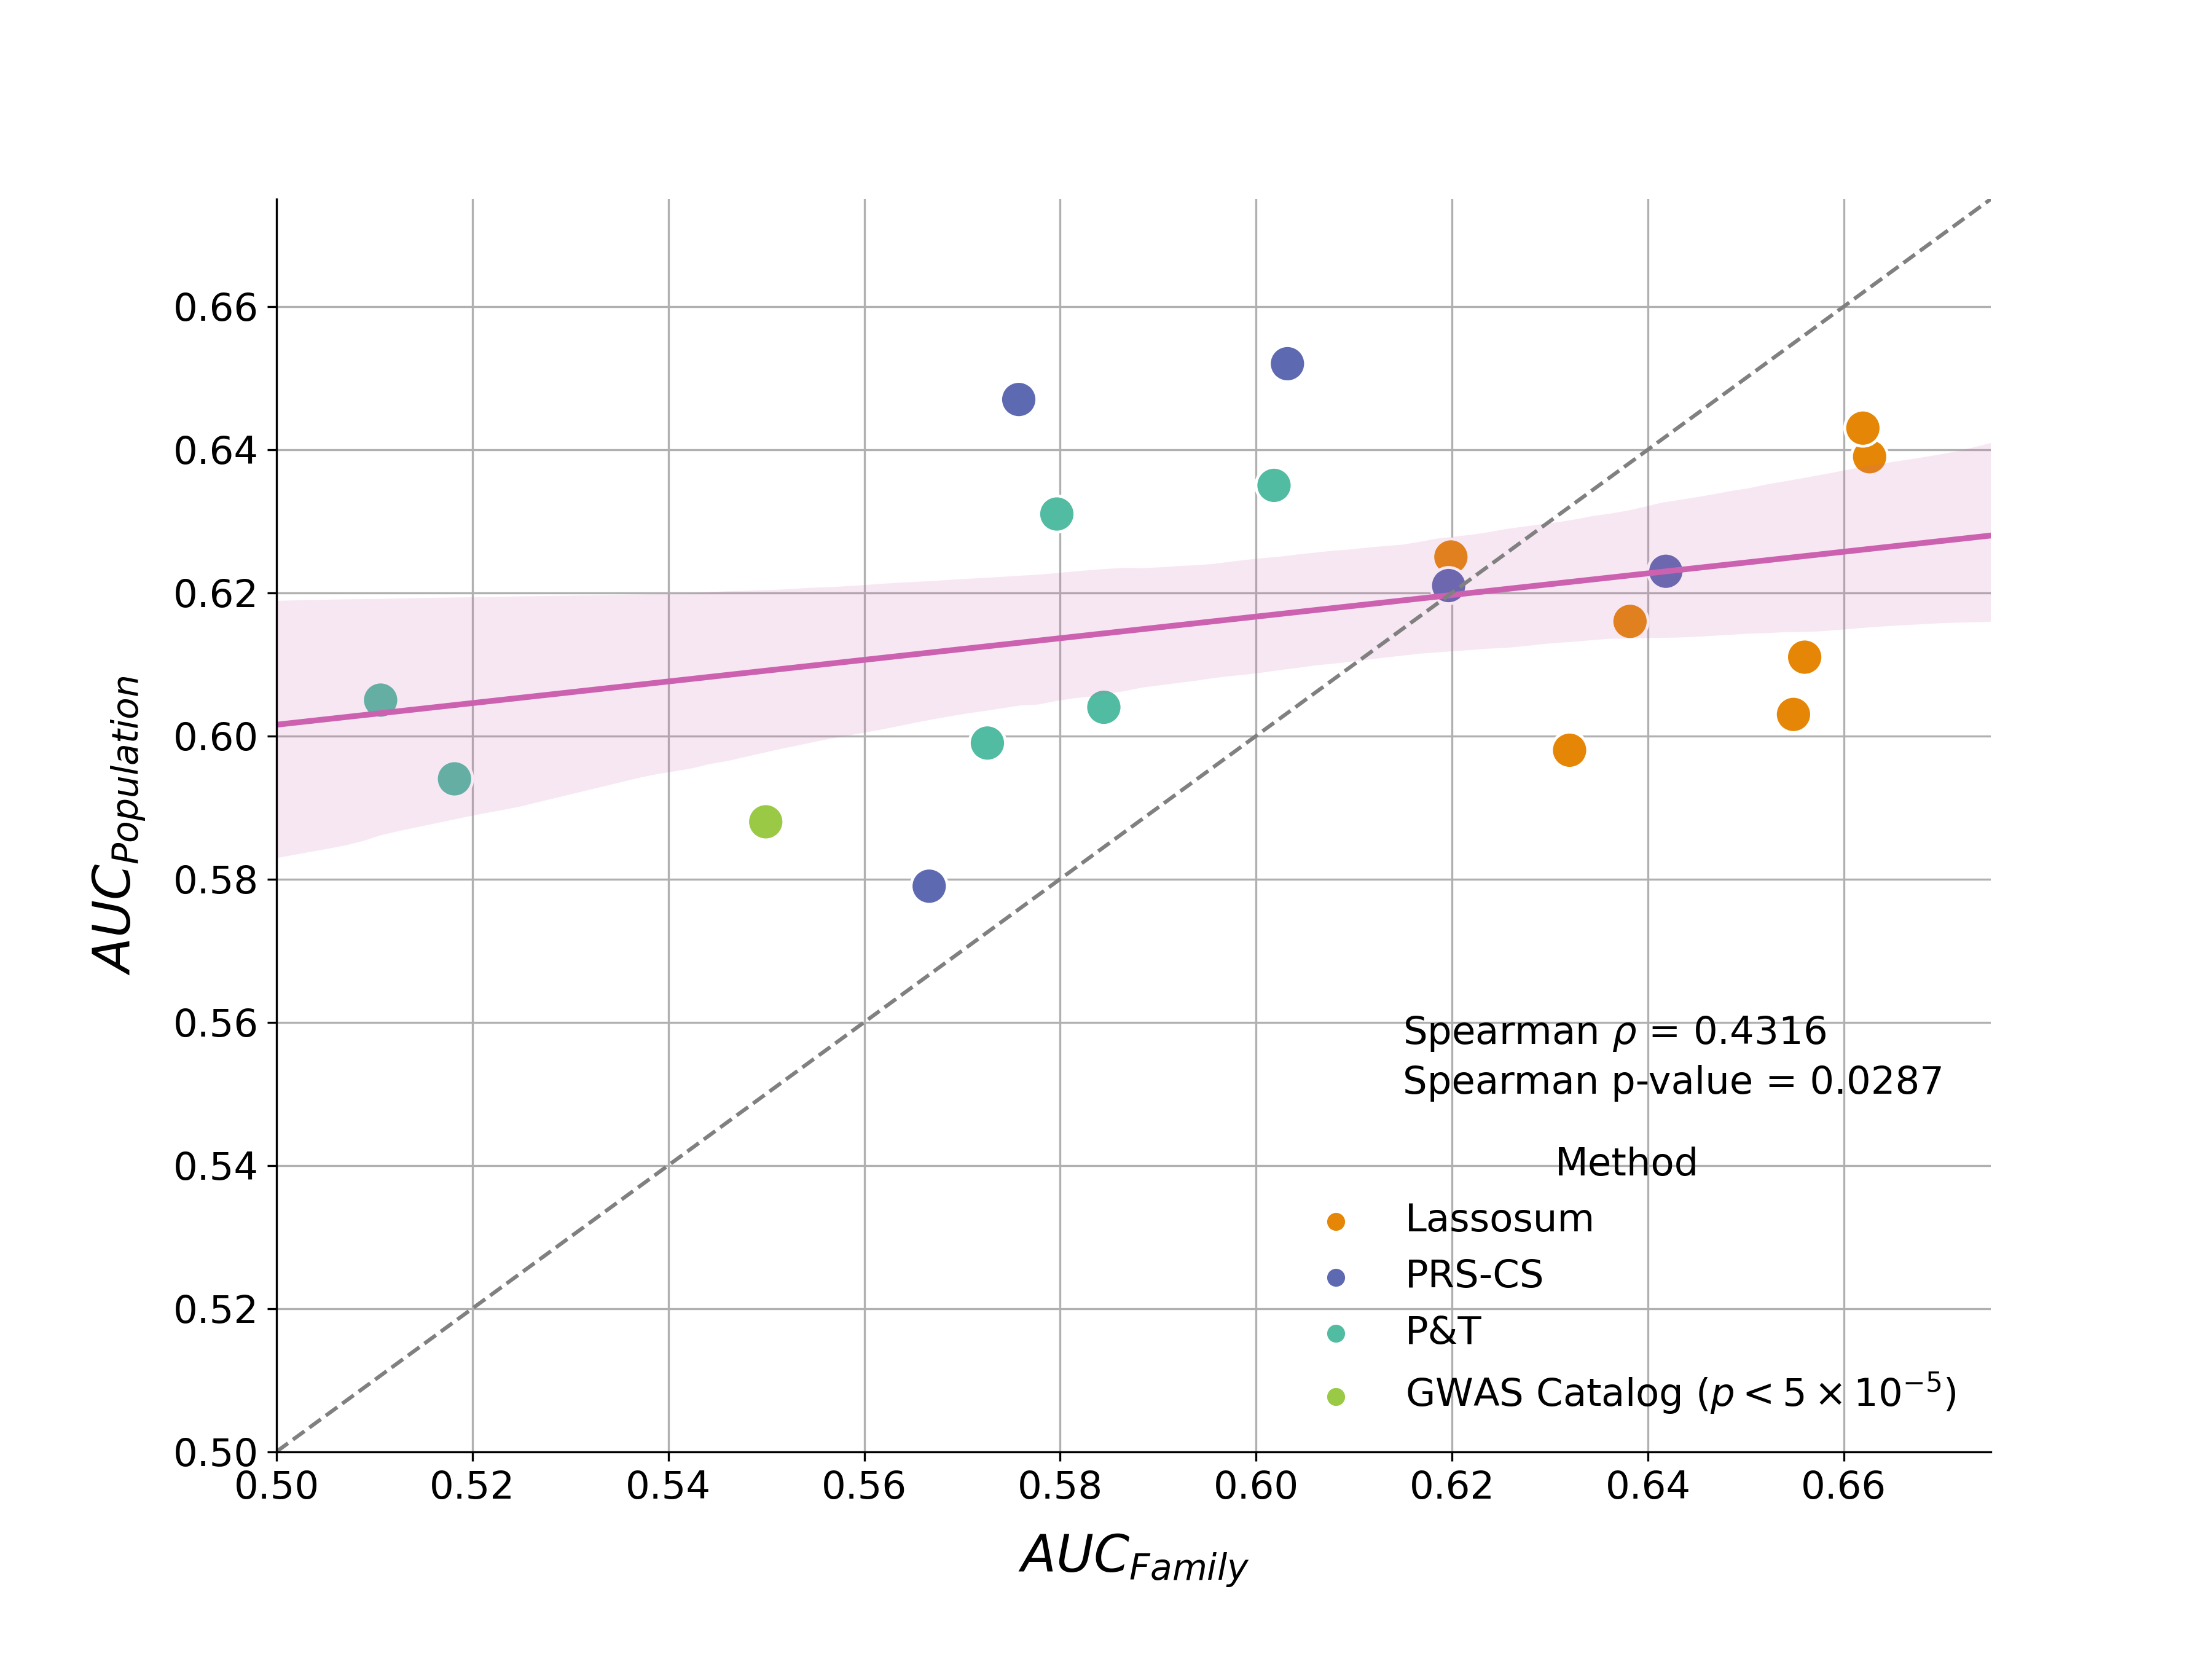 0.66
0.64
0.62
0.60
0.58
0.56
0.54
0.52
0.50
AUC_Population
0.50 0.52 0.54 0.56 0.58 0.60 0.62 0.64 0.66
AUC_Family
Spearman ρ = 0.4316
Spearman p-value = 0.0287
Method
Lassosum
PRS-CS
P&T
GWAS Catalog (p < 5 × 10⁻⁵)